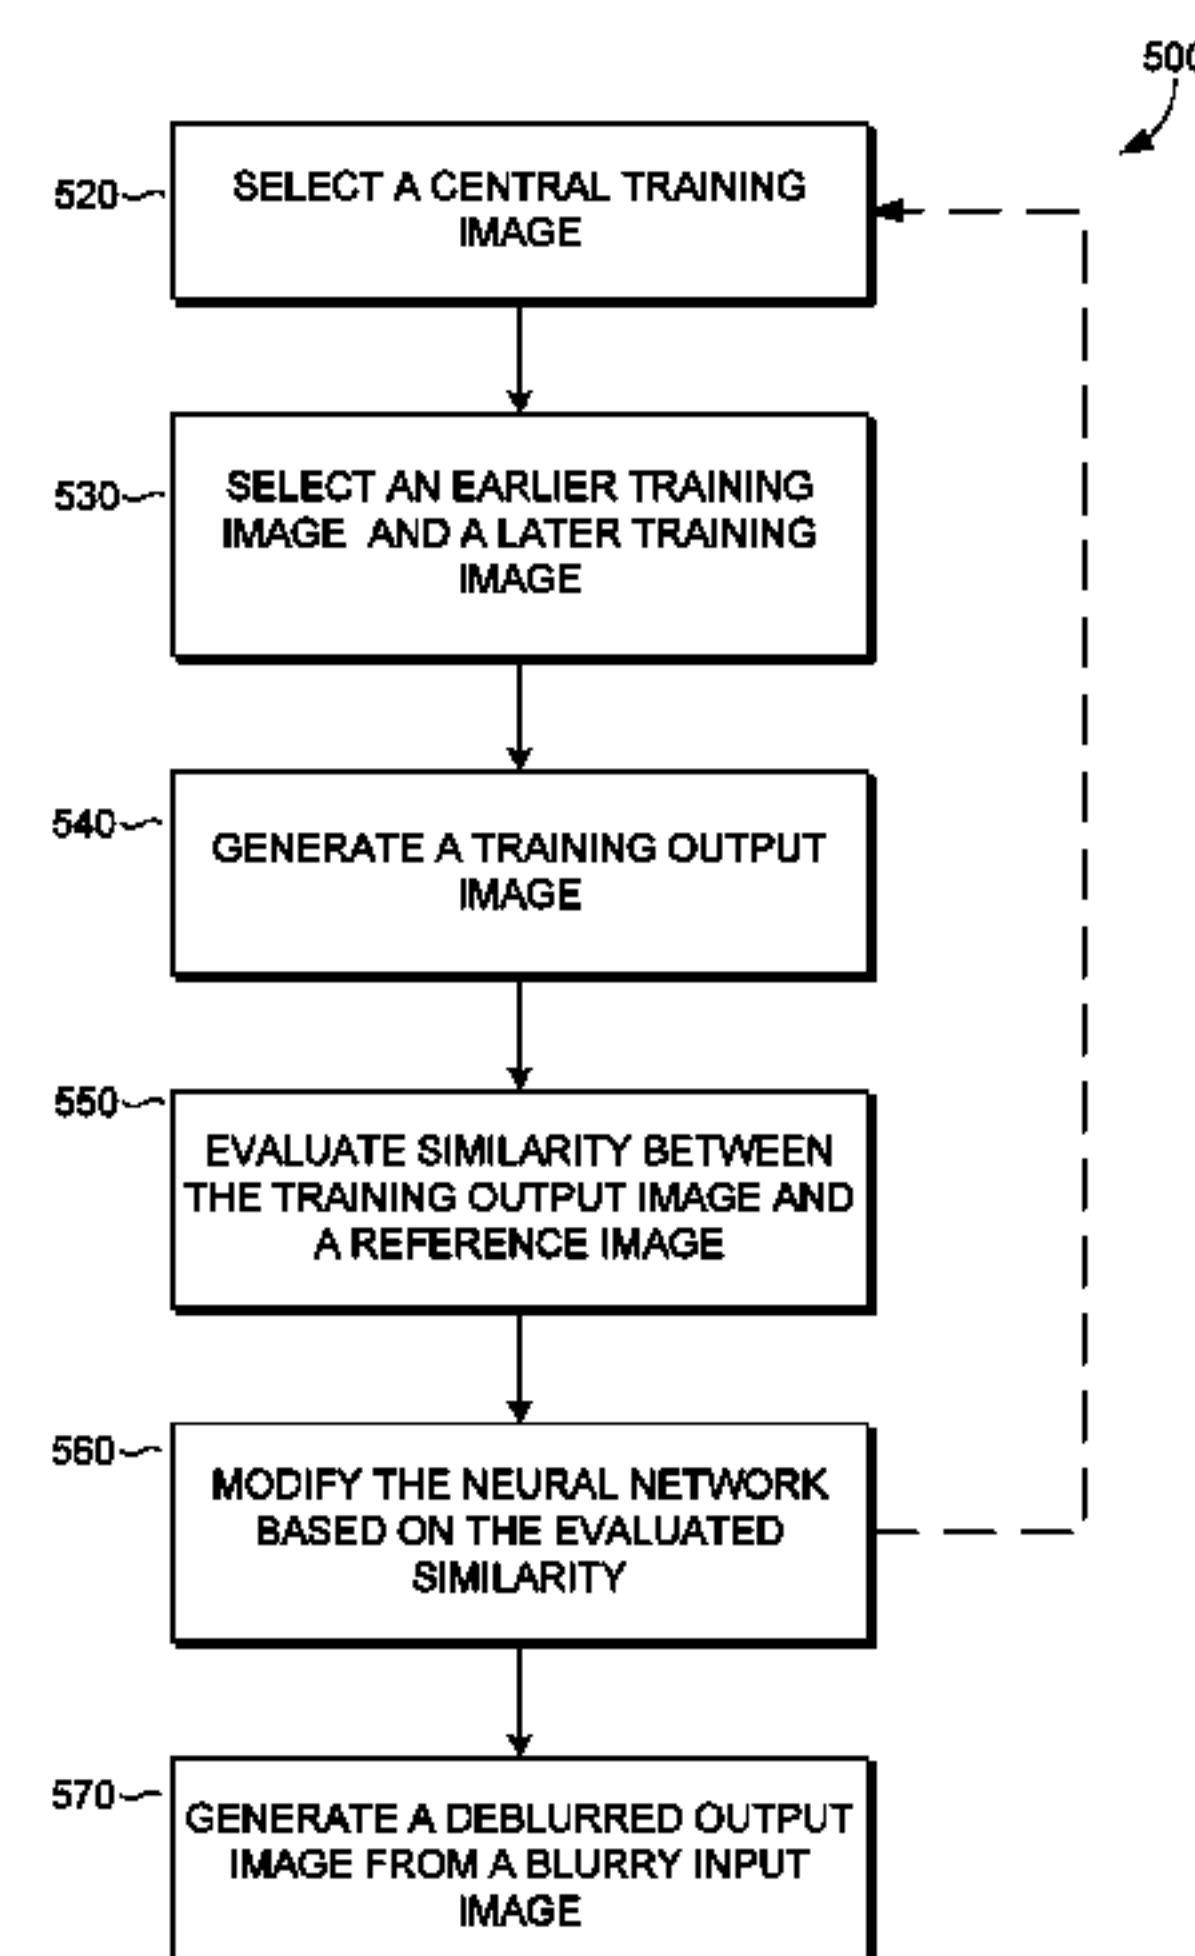 500
520
SELECT A CENTRAL TRAINING
IMAGE
530
SELECT AN EARLIER TRAINING
IMAGE AND A LATER TRAINING
IMAGE
540
GENERATE A TRAINING OUTPUT
IMAGE
550
EVALUATE SIMILARITY BETWEEN
THE TRAINING OUTPUT IMAGE AND
A REFERENCE IMAGE
560
MODIFY THE NEURAL NETWORK
BASED ON THE EVALUATED
SIMILARITY
570
GENERATE A DEBLURRED OUTPUT
IMAGE FROM A BLURRY INPUT
IMAGE